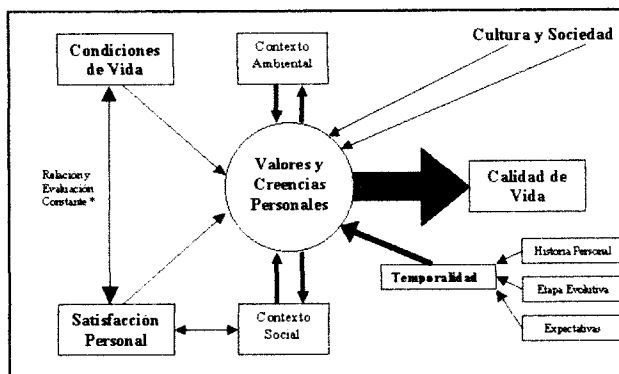 Condiciones
de Vida
Contexto
Ambiental
Cultura y Sociedad
Relación y
Evaluación
Constante *
Valores y
Creencias
Personales
Calidad de
Vida
Historia Personal
Temporalidad
Etapa Evolutiva
Expectativas
Satisfacción
Personal
Contexto
Social